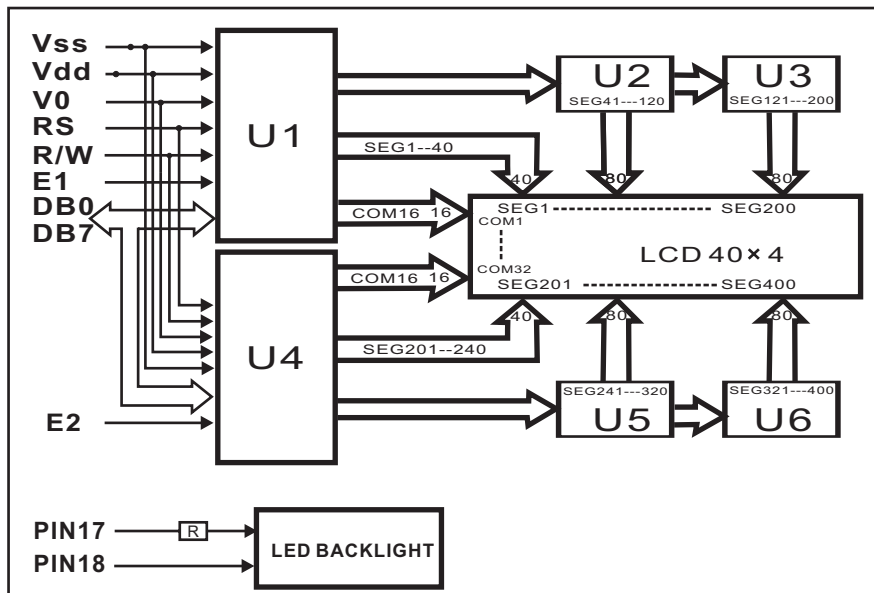 Vss
Vdd
V0
RS
R/W
E1
DB0
DB7
E2
U1
U4
SEG1--40
40
COM16 16
COM16 16
SEG201--240
40
U2
SEG41---120
80
U3
SEG121---200
80
SEG1 SEG200
COM1
LCD 40×4
COM32
SEG201 SEG400
80
80
SEG241---320
U5
SEG321---400
U6
PIN17
R
PIN18
LED BACKLIGHT